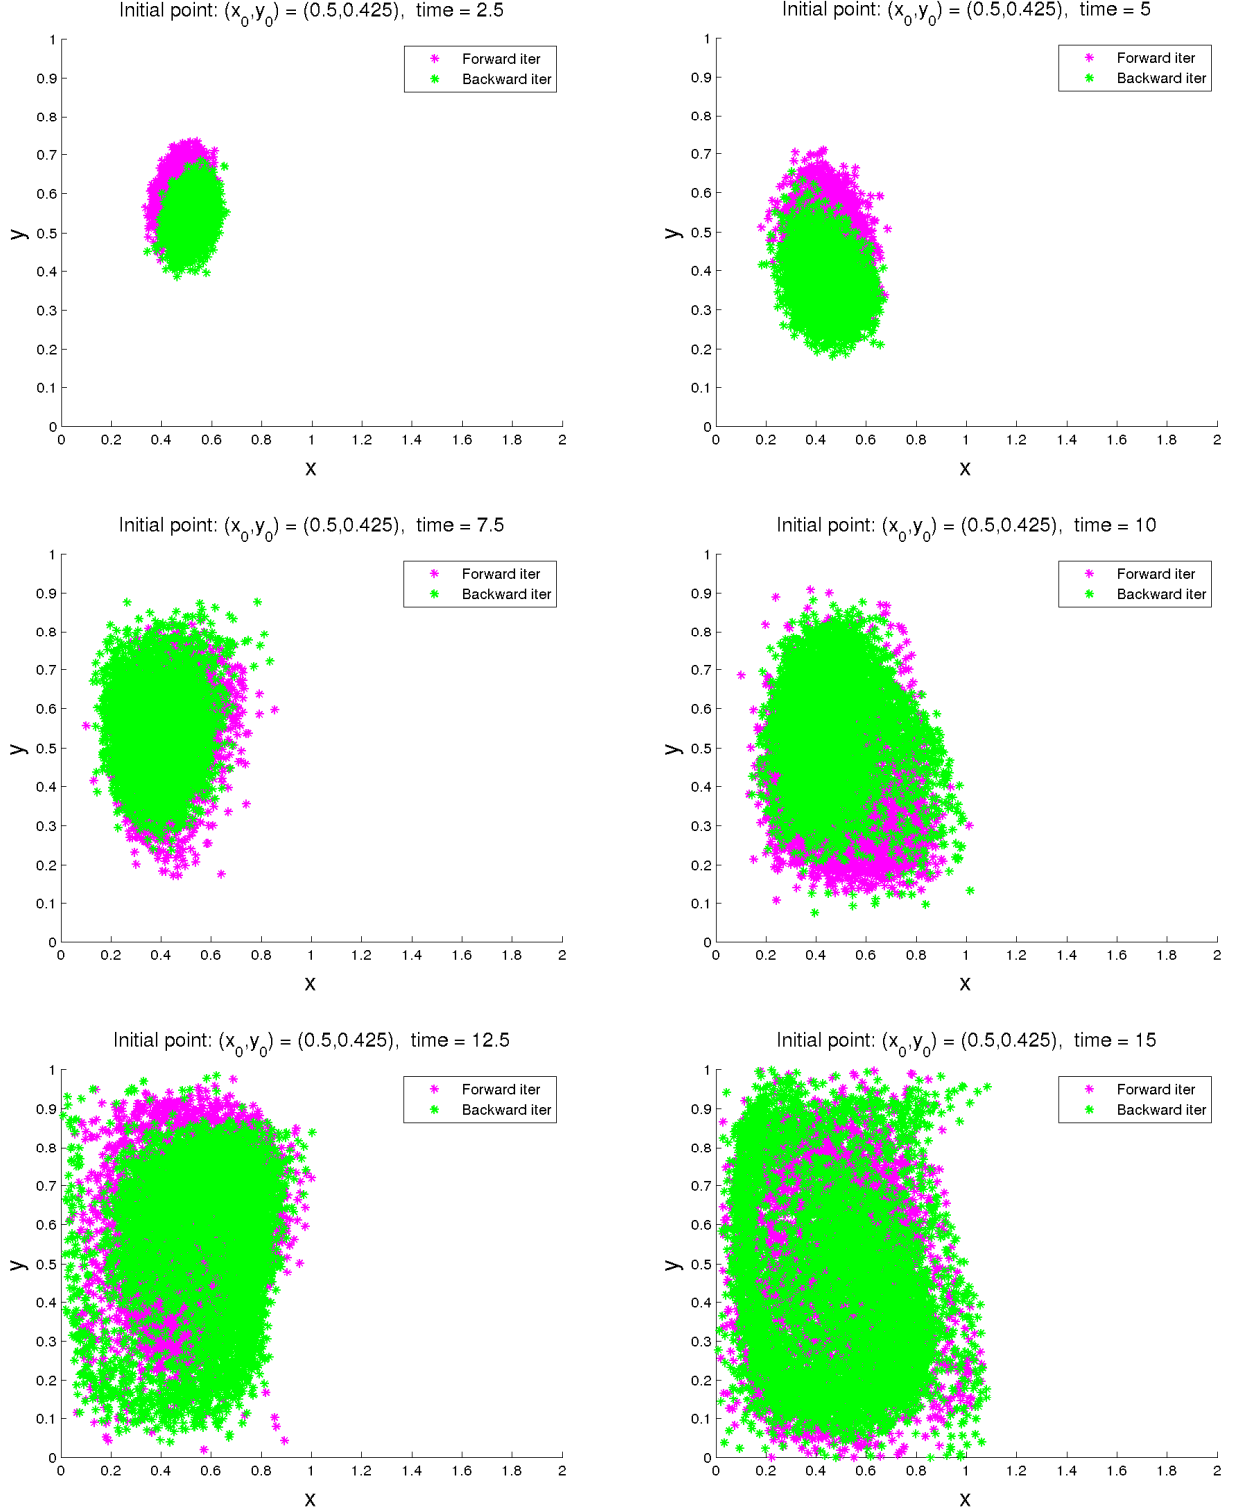 Initial point: (x0,y0) = (0.5,0.425), time = 2.5
Forward iter
Backward iter
1
0.9
0.8
0.7
0.6
0.5
0.4
0.3
0.2
0.1
0
y
0 0.2 0.4 0.6 0.8 1 1.2 1.4 1.6 1.8 2
x
Initial point: (x0,y0) = (0.5,0.425), time = 5
Forward iter
Backward iter
1
0.9
0.8
0.7
0.6
0.5
0.4
0.3
0.2
0.1
0
y
0 0.2 0.4 0.6 0.8 1 1.2 1.4 1.6 1.8 2
x
Initial point: (x0,y0) = (0.5,0.425), time = 7.5
Forward iter
Backward iter
1
0.9
0.8
0.7
0.6
0.5
0.4
0.3
0.2
0.1
0
y
0 0.2 0.4 0.6 0.8 1 1.2 1.4 1.6 1.8 2
x
Initial point: (x0,y0) = (0.5,0.425), time = 10
Forward iter
Backward iter
1
0.9
0.8
0.7
0.6
0.5
0.4
0.3
0.2
0.1
0
y
0 0.2 0.4 0.6 0.8 1 1.2 1.4 1.6 1.8 2
x
Initial point: (x0,y0) = (0.5,0.425), time = 12.5
Forward iter
Backward iter
1
0.9
0.8
0.7
0.6
0.5
0.4
0.3
0.2
0.1
0
y
0 0.2 0.4 0.6 0.8 1 1.2 1.4 1.6 1.8 2
x
Initial point: (x0,y0) = (0.5,0.425), time = 15
Forward iter
Backward iter
1
0.9
0.8
0.7
0.6
0.5
0.4
0.3
0.2
0.1
0
y
0 0.2 0.4 0.6 0.8 1 1.2 1.4 1.6 1.8 2
x